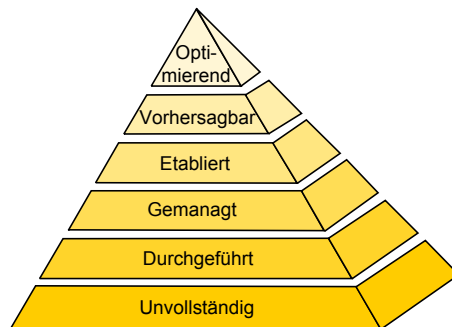 Opti-
mierend
Vorhersagbar
Etabliert
Gemanagt
Durchgeführt
Unvollständig